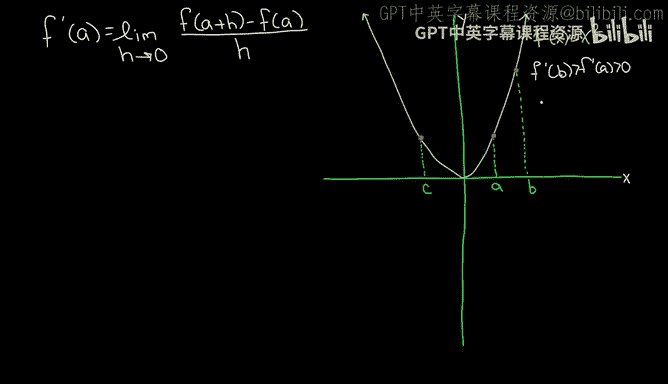 GPT中英字幕课程资源@bilibili.com
GPT中英字幕课程资源 bilibili
f'(a)=lim h→0 f(a+h)-f(a) / h
y
f'(b)>f'(a)>0
x
c a b